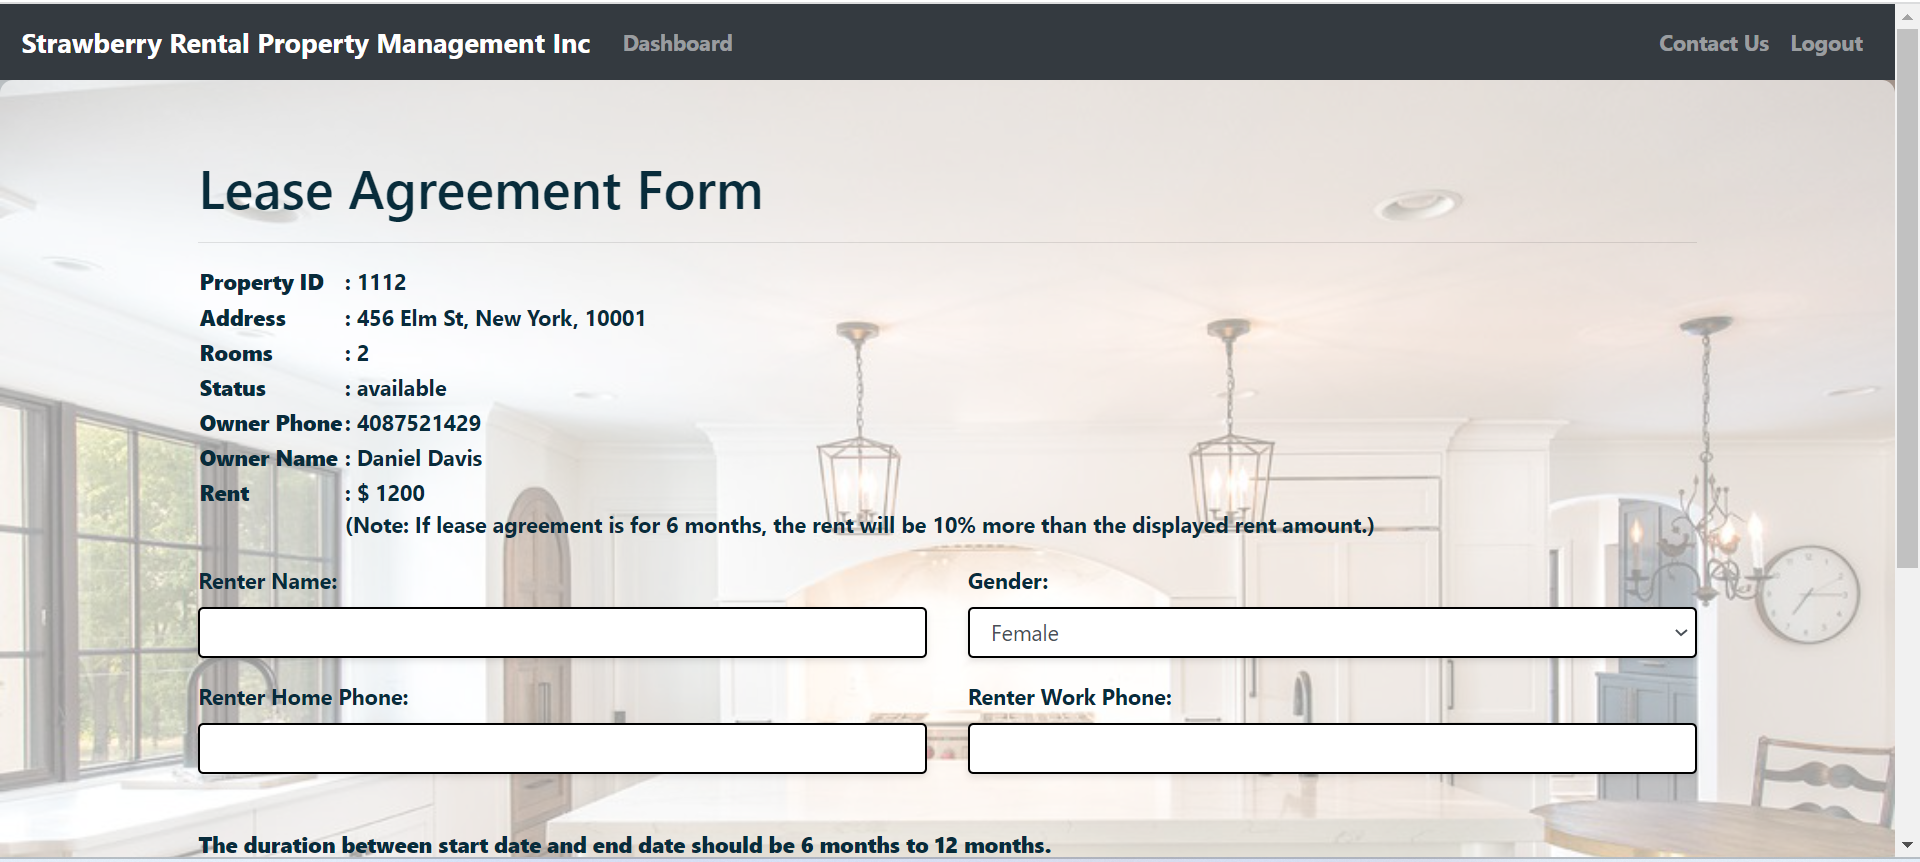 Strawberry Rental Property Management Inc Dashboard Contact Us Logout
Lease Agreement Form
Property ID : 1112
Address : 456 Elm St, New York, 10001
Rooms : 2
Status : available
Owner Phone : 4087521429
Owner Name : Daniel Davis
Rent : $ 1200
(Note: If lease agreement is for 6 months, the rent will be 10% more than the displayed rent amount.)
Renter Name: Gender:
Female
Renter Home Phone: Renter Work Phone:
The duration between start date and end date should be 6 months to 12 months.